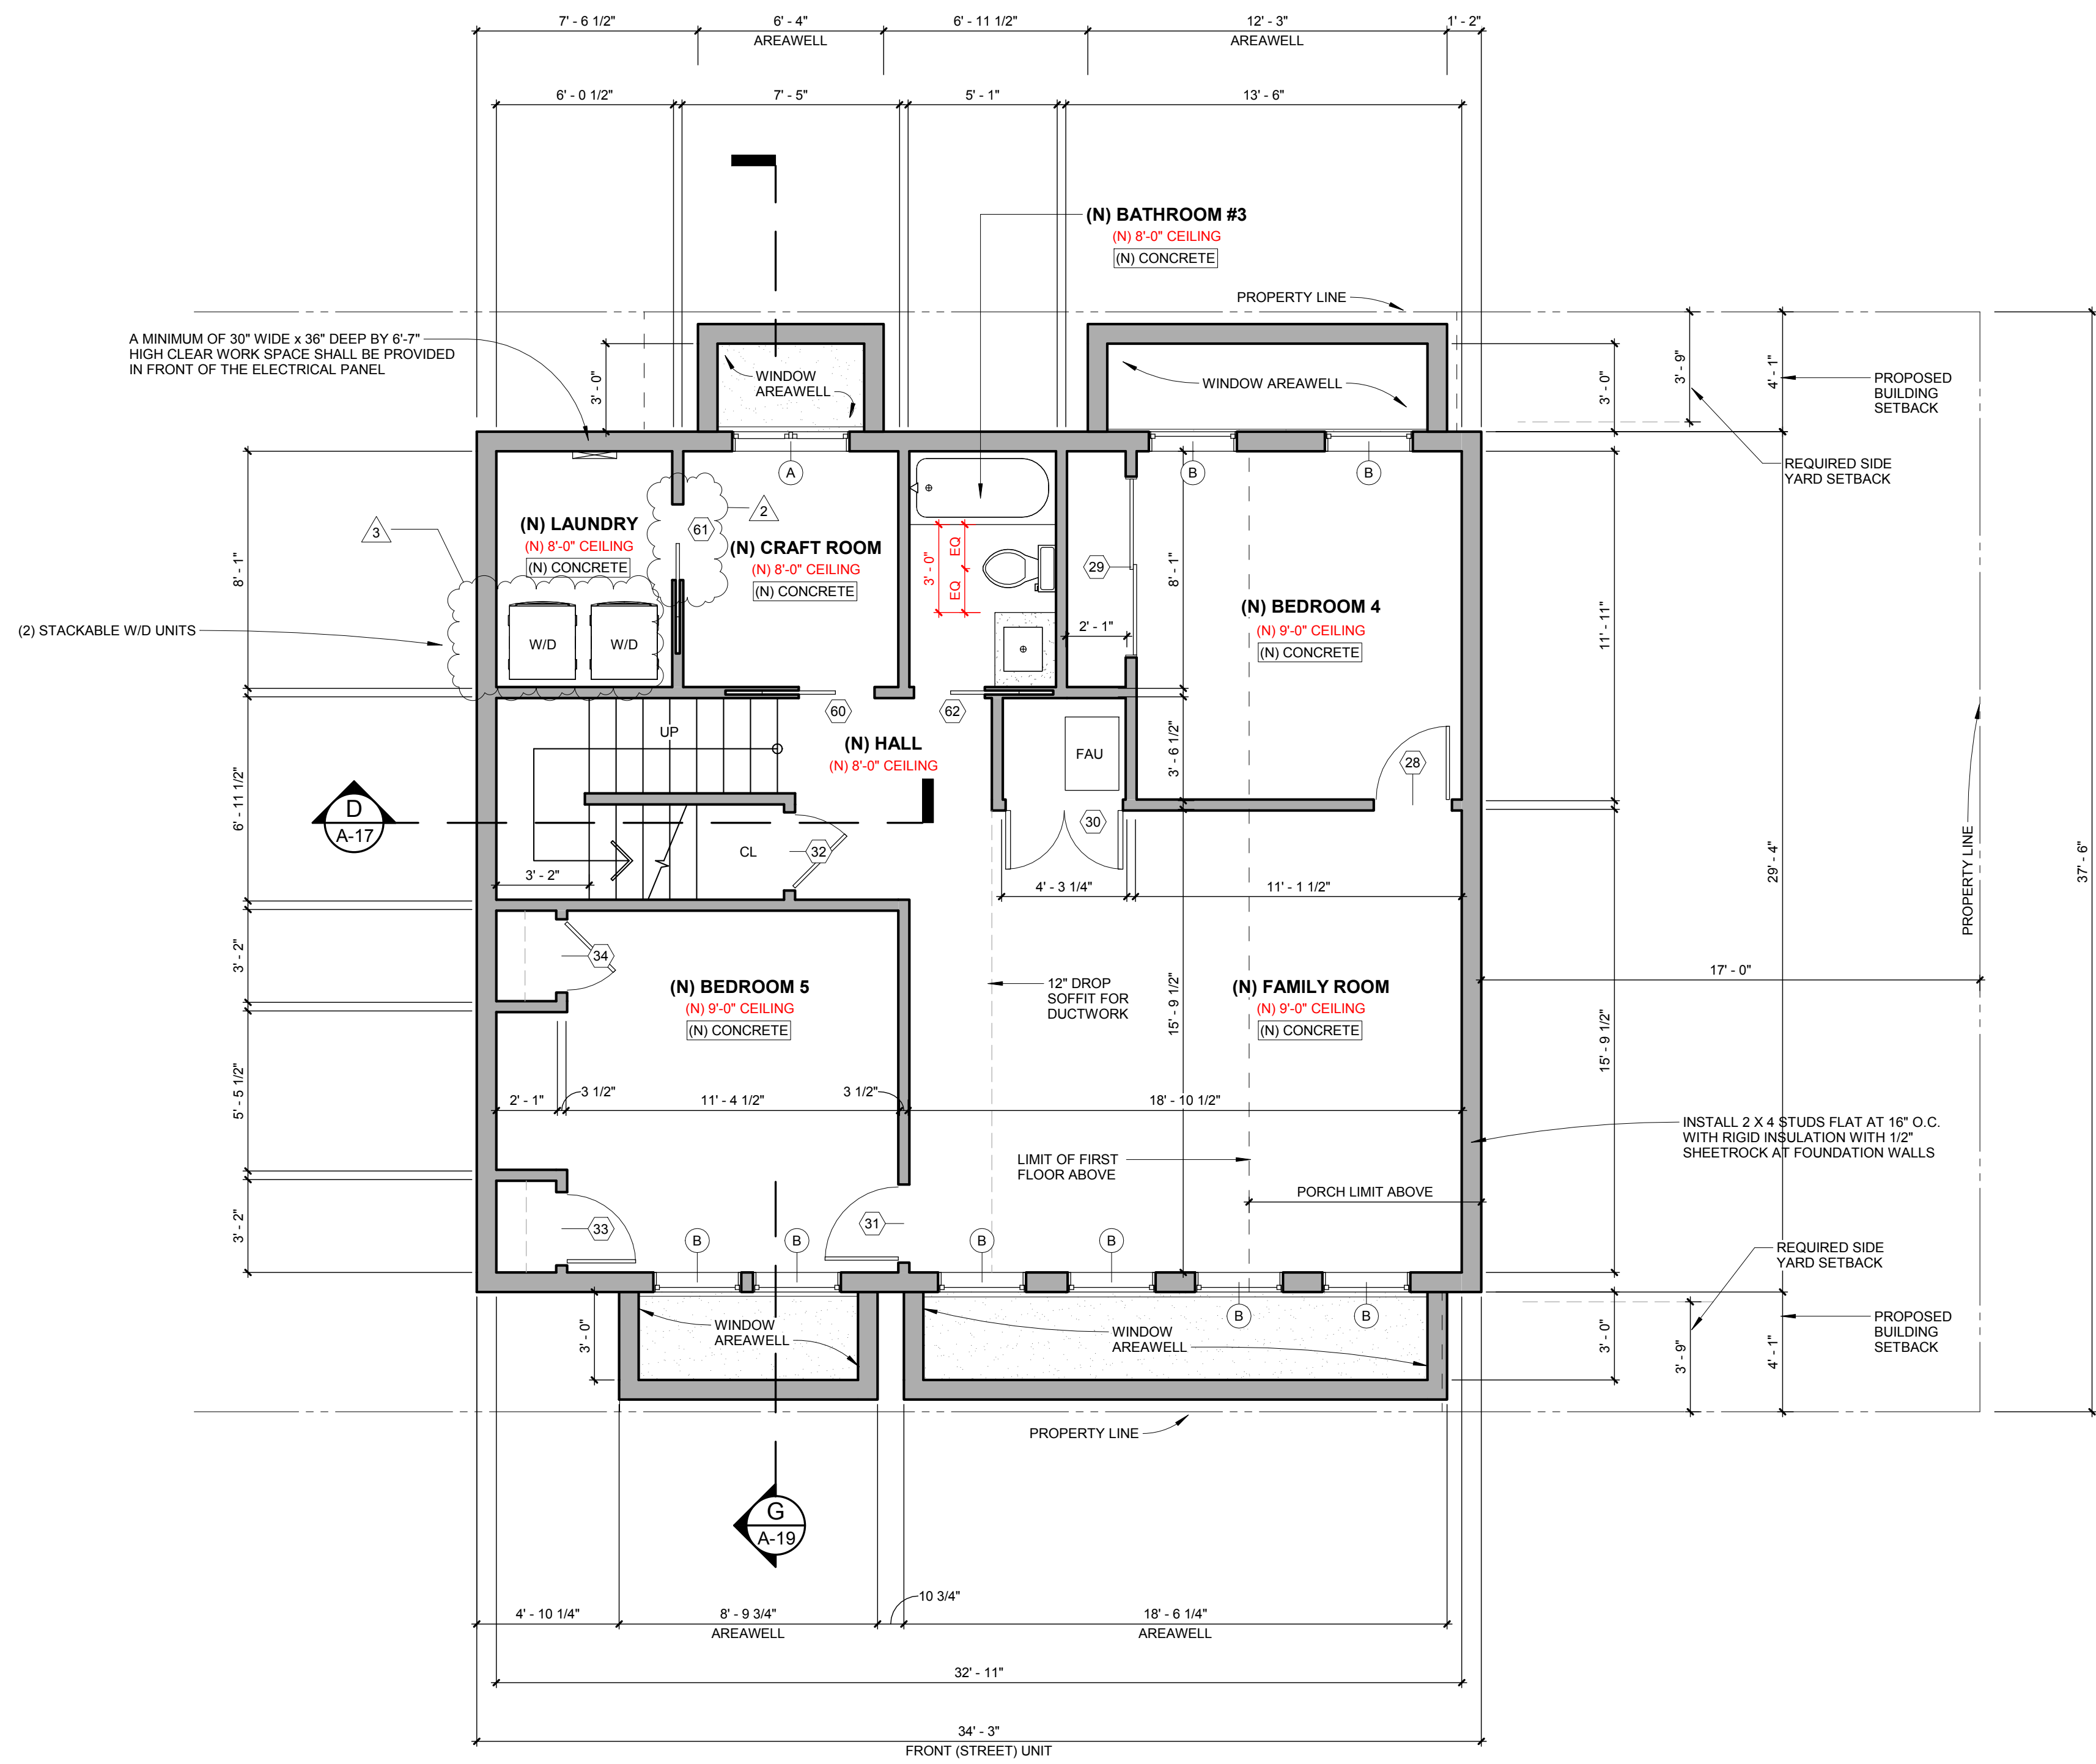 7' - 6 1/2"
6' - 4"
AREAWELL
6' - 11 1/2"
12' - 3"
AREAWELL
1' - 2"
6' - 0 1/2"
7' - 5"
5' - 1"
13' - 6"
(N) BATHROOM #3
(N) 8'-0" CEILING
(N) CONCRETE
PROPERTY LINE
A MINIMUM OF 30" WIDE x 36" DEEP BY 6'-7"
HIGH CLEAR WORK SPACE SHALL BE PROVIDED
IN FRONT OF THE ELECTRICAL PANEL
3' - 0"
WINDOW
AREAWELL
WINDOW AREAWELL
3' - 0"
3' - 9"
4' - 1"
PROPOSED
BUILDING
SETBACK
REQUIRED SIDE
YARD SETBACK
A
B
B
3
2
61
(N) LAUNDRY
(N) 8'-0" CEILING
(N) CONCRETE
(N) CRAFT ROOM
(N) 8'-0" CEILING
(N) CONCRETE
3' - 0"
EQ
EQ
29
8' - 1"
8' - 1"
2' - 1"
(N) BEDROOM 4
(N) 9'-0" CEILING
(N) CONCRETE
11' - 11"
(2) STACKABLE W/D UNITS
W/D
W/D
60
62
UP
(N) HALL
(N) 8'-0" CEILING
FAU
3' - 6 1/2"
28
6' - 11 1/2"
D
A-17
CL
32
30
3' - 2"
4' - 3 1/4"
11' - 1 1/2"
29' - 4"
PROPERTY LINE
37' - 6"
3' - 2"
34
(N) BEDROOM 5
(N) 9'-0" CEILING
(N) CONCRETE
12" DROP
SOFFIT FOR
DUCTWORK
15' - 9 1/2"
(N) FAMILY ROOM
(N) 9'-0" CEILING
(N) CONCRETE
17' - 0"
15' - 9 1/2"
5' - 5 1/2"
2' - 1"
3 1/2"
11' - 4 1/2"
3 1/2"
18' - 10 1/2"
INSTALL 2 X 4 STUDS FLAT AT 16" O.C.
WITH RIGID INSULATION WITH 1/2"
SHEETROCK AT FOUNDATION WALLS
LIMIT OF FIRST
FLOOR ABOVE
PORCH LIMIT ABOVE
3' - 2"
33
31
B
B
B
B
B
B
REQUIRED SIDE
YARD SETBACK
3' - 0"
WINDOW
AREAWELL
WINDOW
AREAWELL
3' - 0"
3' - 9"
4' - 1"
PROPOSED
BUILDING
SETBACK
PROPERTY LINE
G
A-19
4' - 10 1/4"
8' - 9 3/4"
AREAWELL
10 3/4"
18' - 6 1/4"
AREAWELL
32' - 11"
34' - 3"
FRONT (STREET) UNIT